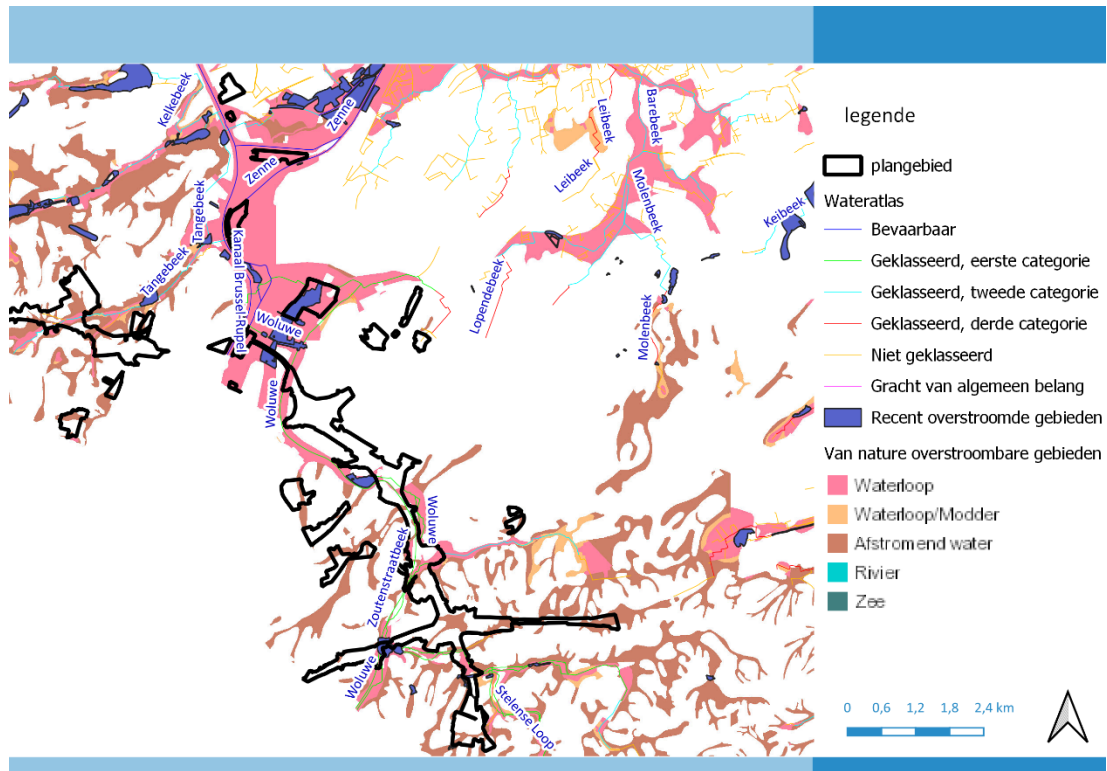 Kelkebeek
Zenne
Zenne
Leibeek
Barebeek
Leibeek
Molenbeek
Keibeek
Tangebeek
Tangebeek
Kanaal Brussel-Rupel
Woluwe
Lopendebeek
Molenbeek
Woluwe
Woluwe
Zoutenstraatbeek
Woluwe
Stelense Loop
legende
plangebied
Wateratlas
Bevaarbaar
Geklasseerd, eerste categorie
Geklasseerd, tweede categorie
Geklasseerd, derde categorie
Niet geklasseerd
Gracht van algemeen belang
Recent overstroomde gebieden
Van nature overstroombare gebieden
Waterloop
Waterloop/Modder
Afstromend water
Rivier
Zee
0 0,6 1,2 1,8 2,4 km